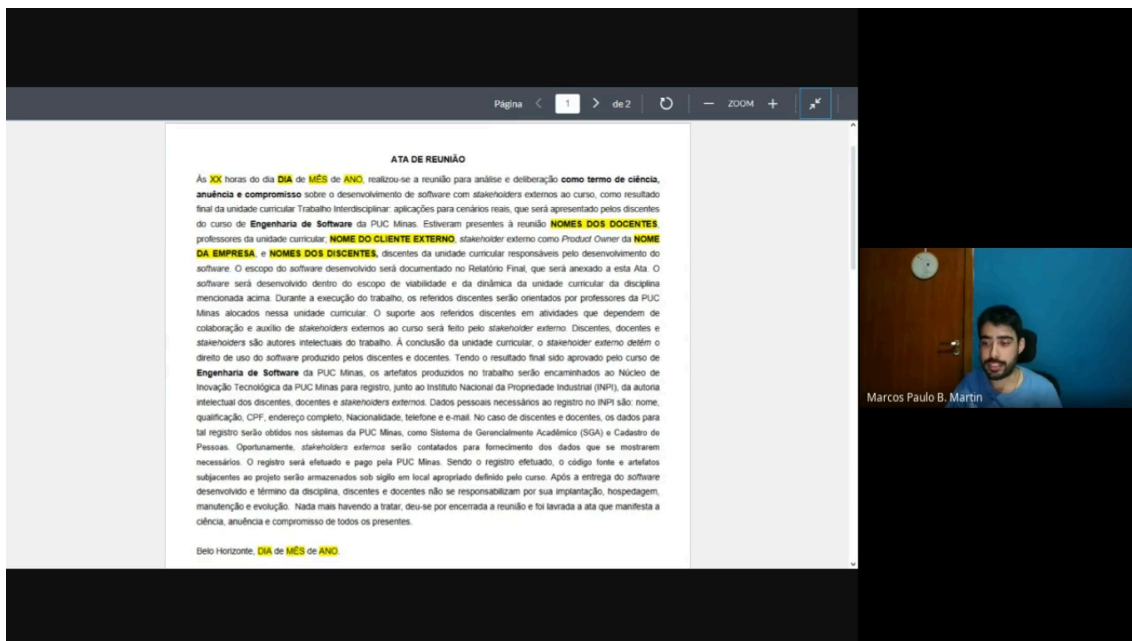 Página 1 de 2 ZOOM
ATA DE REUNIÃO
Às XX horas do dia DIA de MÊS de ANO, realizou-se a reunião para análise e deliberação como termo de ciência,
anuência e compromisso sobre o desenvolvimento de software com stakeholders externos ao curso, como resultado
final da unidade curricular Trabalho Interdisciplinar: aplicações para cenários reais, que será apresentado pelos discentes
do curso de Engenharia de Software da PUC Minas. Estiveram presentes à reunião NOMES DOS DOCENTES,
professores da unidade curricular, NOME DO CLIENTE EXTERNO, stakeholder externo como Product Owner da NOME
DA EMPRESA, e NOMES DOS DISCENTES, discentes da unidade curricular responsáveis pelo desenvolvimento do
software. O escopo do software desenvolvido será documentado no Relatório Final, que será anexado a esta Ata. O
software será desenvolvido dentro do escopo de viabilidade e da dinâmica da unidade curricular da disciplina
mencionada acima. Durante a execução do trabalho, os referidos discentes serão orientados por professores da PUC
Minas alocados nessa unidade curricular. O suporte aos referidos discentes em atividades que dependem de
colaboração e auxílio de stakeholders externos ao curso será feito pelo stakeholder externo. Discentes, docentes e
stakeholders são autores intelectuais do trabalho. À conclusão da unidade curricular, o stakeholder externo detém o
direito de uso do software produzido pelos discentes e docentes. Tendo o resultado final sido aprovado pelo curso de
Engenharia de Software da PUC Minas, os artefatos produzidos no trabalho serão encaminhados ao Núcleo de
Inovação Tecnológica da PUC Minas para registro, junto ao Instituto Nacional da Propriedade Industrial (INPI), da autoria
intelectual dos discentes, docentes e stakeholders externos. Dados pessoais necessários ao registro no INPI são: nome,
qualificação, CPF, endereço completo, Nacionalidade, telefone e e-mail. No caso de discentes e docentes, os dados para
tal registro serão obtidos nos sistemas da PUC Minas, como Sistema de Gerencialmente Acadêmico (SGA) e Cadastro de
Pessoas. Oportunamente, stakeholders externos serão contatados para fornecimento dos dados que se mostrarem
necessários. O registro será efetuado e pago pela PUC Minas. Sendo o registro efetuado, o código fonte e artefatos
subjacentes ao projeto serão armazenados sob sigilo em local apropriado definido pelo curso. Após a entrega do software
desenvolvido e término da disciplina, discentes e docentes não se responsabilizam por sua implantação, hospedagem,
manutenção e evolução. Nada mais havendo a tratar, deu-se por encerrada a reunião e foi lavrada a ata que manifesta a
ciência, anuência e compromisso de todos os presentes.
Belo Horizonte, DIA de MÊS de ANO.
Marcos Paulo B. Martin